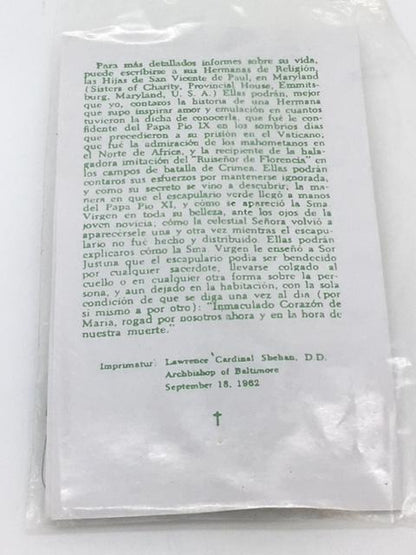 Para más detallados informes sobre su vida,
puede escribirse a sus Hermanas de Religión,
las Hijas de San Vicente de Paul, en Maryland
(Sisters of Charity, Provincial House, Emmits-
burg, Maryland, U. S. A.) Ellas podrán, mejor
que yo, contaros la historia de una Hermana
que supo inspirar amor y emulación en cuantos
tuvieron la dicha de conocerla, que fué le con-
fidente del Papa Pio IX en los sombrios dias
que precedieron a su prisión en el Vaticano;
que fué la admiración de los mahometanos en
el Norte de Africe, y la recipiente de la hala-
gadora imitación del "Ruiseñor de Florencia" en
los campos de batalla de Crimea. Ellas podrán
contaros sus esfuerzos por mantenerse ignorada,
y como su secreto se vino a descubrir; la ma-
nera en que el escapulario verde llegó a manos
del Papa Pio XI, y cómo se apareció la Sma
Virgen en toda su belleza, ante los ojos de la
joven novicia; cómo la celestial Señora volvió a
aparecérsele una y otra vez mientras el escapu-
lario no fué hecho y distribuido. Ellas podrán
explicaros cómo la Sma Virgen le enseñó a Sor
Justina que el escapulario podia ser bendecido
por cualquier sacerdote, llevarse colgado al
cuello o en cualquier otra forma sobre la per-
sona, y aun dejado en la habitación, con la sola
condición de que se diga una vez al dia (por
si mismo a por otro): "Inmaculado Corazón de
Maria, rogad por nosotros ahora y en la hora de
nuestra muerte."
Imprimatur: Lawrence Cardinal Shehan, D.D.
Archbishop of Baltimore
September 18, 1962